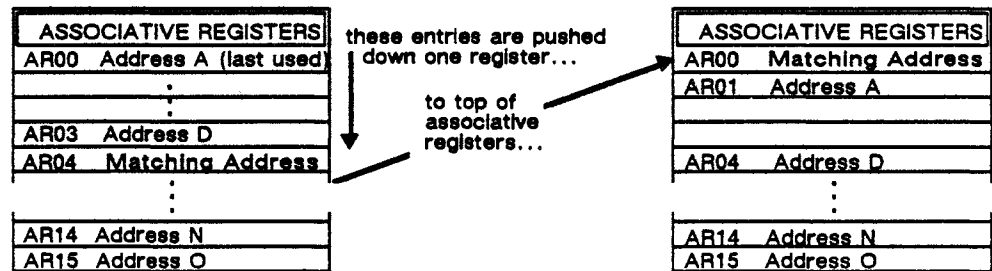 ASSOCIATIVE REGISTERS
AR00 Address A (last used)
AR03 Address D
AR04 Matching Address
AR14 Address N
AR15 Address O
these entries are pushed
down one register...
to top of
associative
registers...
ASSOCIATIVE REGISTERS
AR00 Matching Address
AR01 Address A
AR04 Address D
AR14 Address N
AR15 Address O